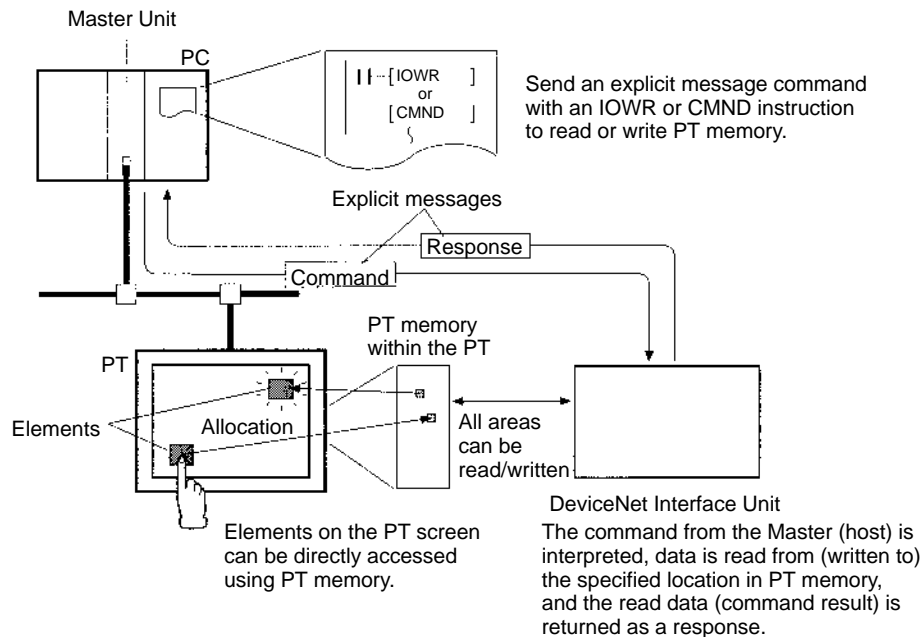 Master Unit
PC
[IOWR ]
or
[CMND ]
Send an explicit message command
with an IOWR or CMND instruction
to read or write PT memory.
Explicit messages
Response
Command
PT memory
within the PT
PT
Elements
Allocation
All areas
can be
read/written
DeviceNet Interface Unit
Elements on the PT screen
can be directly accessed
using PT memory.
The command from the Master (host) is
interpreted, data is read from (written to)
the specified location in PT memory,
and the read data (command result) is
returned as a response.